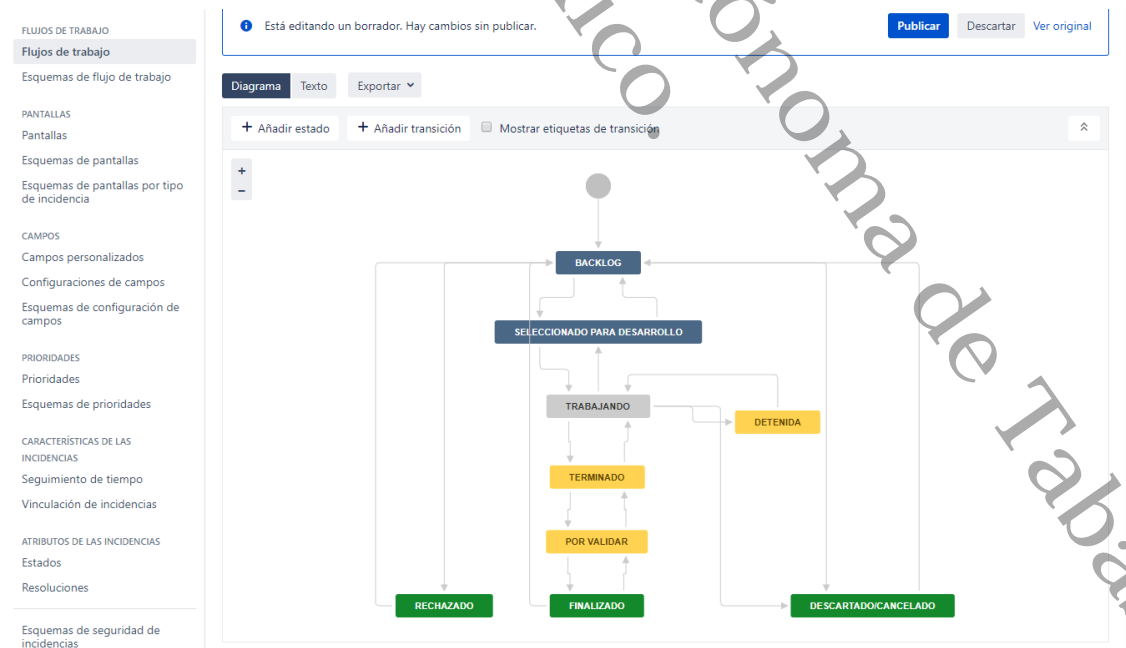 FLUJOS DE TRABAJO
Flujos de trabajo
Esquemas de flujo de trabajo
PANTALLAS
Pantallas
Esquemas de pantallas
Esquemas de pantallas por tipo
de incidencia
CAMPOS
Campos personalizados
Configuraciones de campos
Esquemas de configuración de
campos
PRIORIDADES
Prioridades
Esquemas de prioridades
CARACTERÍSTICAS DE LAS
INCIDENCIAS
Seguimiento de tiempo
Vinculación de incidencias
ATRIBUTOS DE LAS INCIDENCIAS
Estados
Resoluciones
Esquemas de seguridad de
incidencias
Está editando un borrador. Hay cambios sin publicar.
Publicar Descartar Ver original
Diagrama Texto Exportar
+ Añadir estado + Añadir transición Mostrar etiquetas de transición
+
−
BACKLOG
SELECCIONADO PARA DESARROLLO
TRABAJANDO
DETENIDA
TERMINADO
POR VALIDAR
RECHAZADO FINALIZADO DESCARTADO/CANCELADO
de